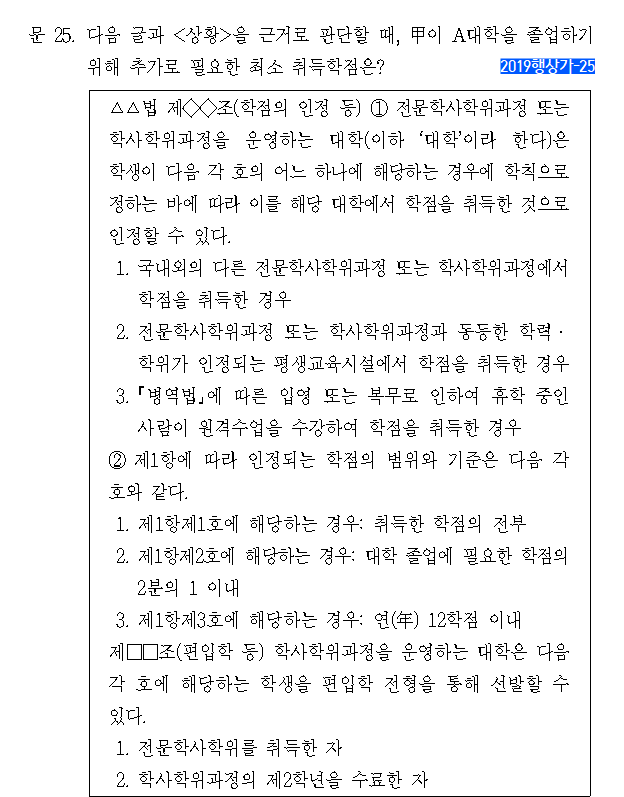 문 25. 다음 글과 <상황>을 근거로 판단할 때, 甲이 A대학을 졸업하기
위해 추가로 필요한 최소 취득학점은?
2019행상가-25
△△법 제◇◇조(학점의 인정 등) ① 전문학사학위과정 또는
학사학위과정을 운영하는 대학(이하 ‘대학’이라 한다)은
학생이 다음 각 호의 어느 하나에 해당하는 경우에 학칙으로
정하는 바에 따라 이를 해당 대학에서 학점을 취득한 것으로
인정할 수 있다.
1. 국내외의 다른 전문학사학위과정 또는 학사학위과정에서
학점을 취득한 경우
2. 전문학사학위과정 또는 학사학위과정과 동등한 학력·
학위가 인정되는 평생교육시설에서 학점을 취득한 경우
3. 「병역법」에 따른 입영 또는 복무로 인하여 휴학 중인
사람이 원격수업을 수강하여 학점을 취득한 경우
② 제1항에 따라 인정되는 학점의 범위와 기준은 다음 각
호와 같다.
1. 제1항제1호에 해당하는 경우: 취득한 학점의 전부
2. 제1항제2호에 해당하는 경우: 대학 졸업에 필요한 학점의
2분의 1 이내
3. 제1항제3호에 해당하는 경우: 연(年) 12학점 이내
제□□조(편입학 등) 학사학위과정을 운영하는 대학은 다음
각 호에 해당하는 학생을 편입학 전형을 통해 선발할 수
있다.
1. 전문학사학위를 취득한 자
2. 학사학위과정의 제2학년을 수료한 자